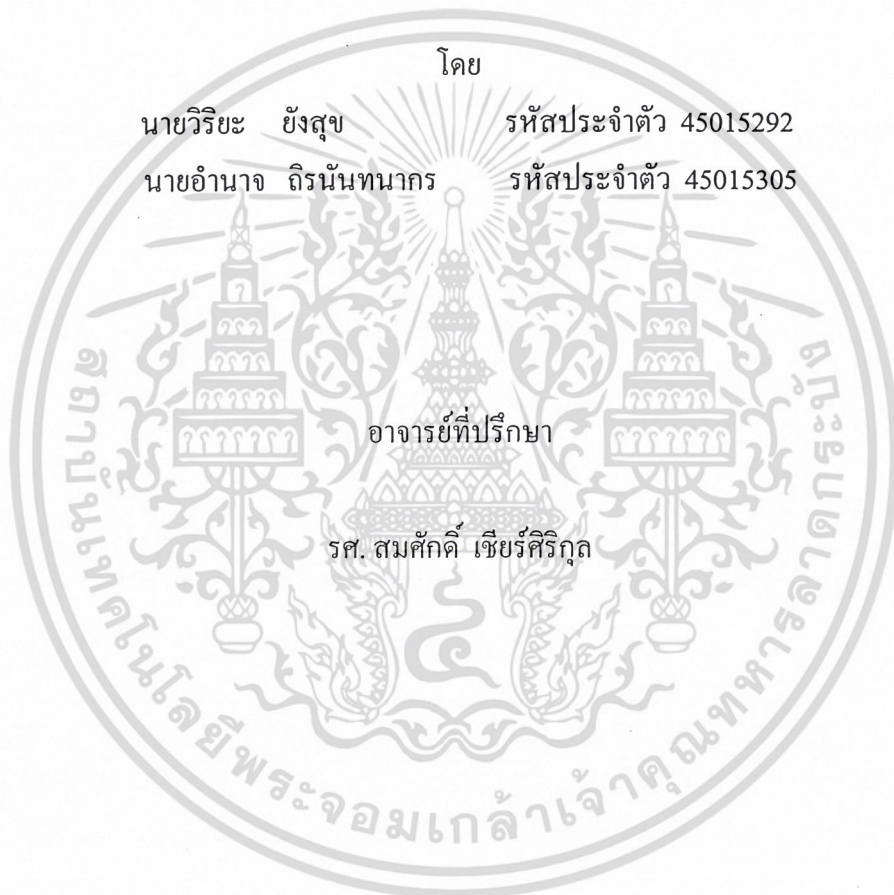 โดย
นายวิริยะ ยังสุข รหัสประจำตัว 45015292
นายอำนาจ ถิรนันทนากร รหัสประจำตัว 45015305
อาจารย์ที่ปรึกษา
รศ. สมศักดิ์ เชียร์ศิริกุล
สถาบันเทคโนโลยีพระจอมเกล้าเจ้าคุณทหารลาดกระบัง